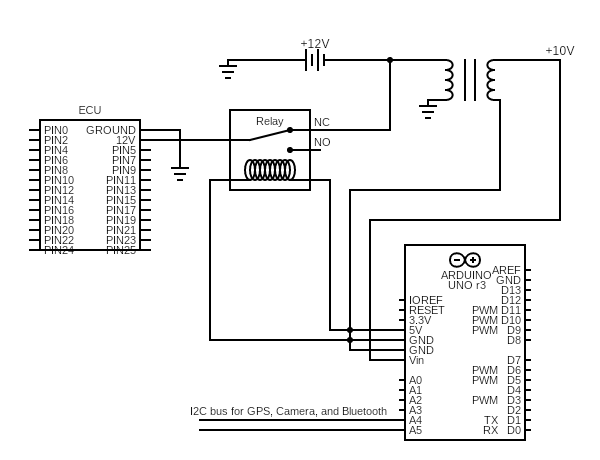 +12V
+10V
ECU
Relay
NC
NO
PIN0 GROUND
PIN2 12V
PIN4 PIN5
PIN6 PIN7
PIN8 PIN9
PIN10 PIN11
PIN12 PIN13
PIN14 PIN15
PIN16 PIN17
PIN18 PIN19
PIN20 PIN21
PIN22 PIN23
PIN24 PIN25
ARDUINO
UNO r3
AREF
GND
D13
IOREF D12
RESET PWM D11
3.3V PWM D10
5V PWM D9
GND D8
GND
Vin D7
PWM D6
A0 PWM D5
A1 D4
A2 PWM D3
A3 D2
I2C bus for GPS, Camera, and Bluetooth
A4 TX D1
A5 RX D0